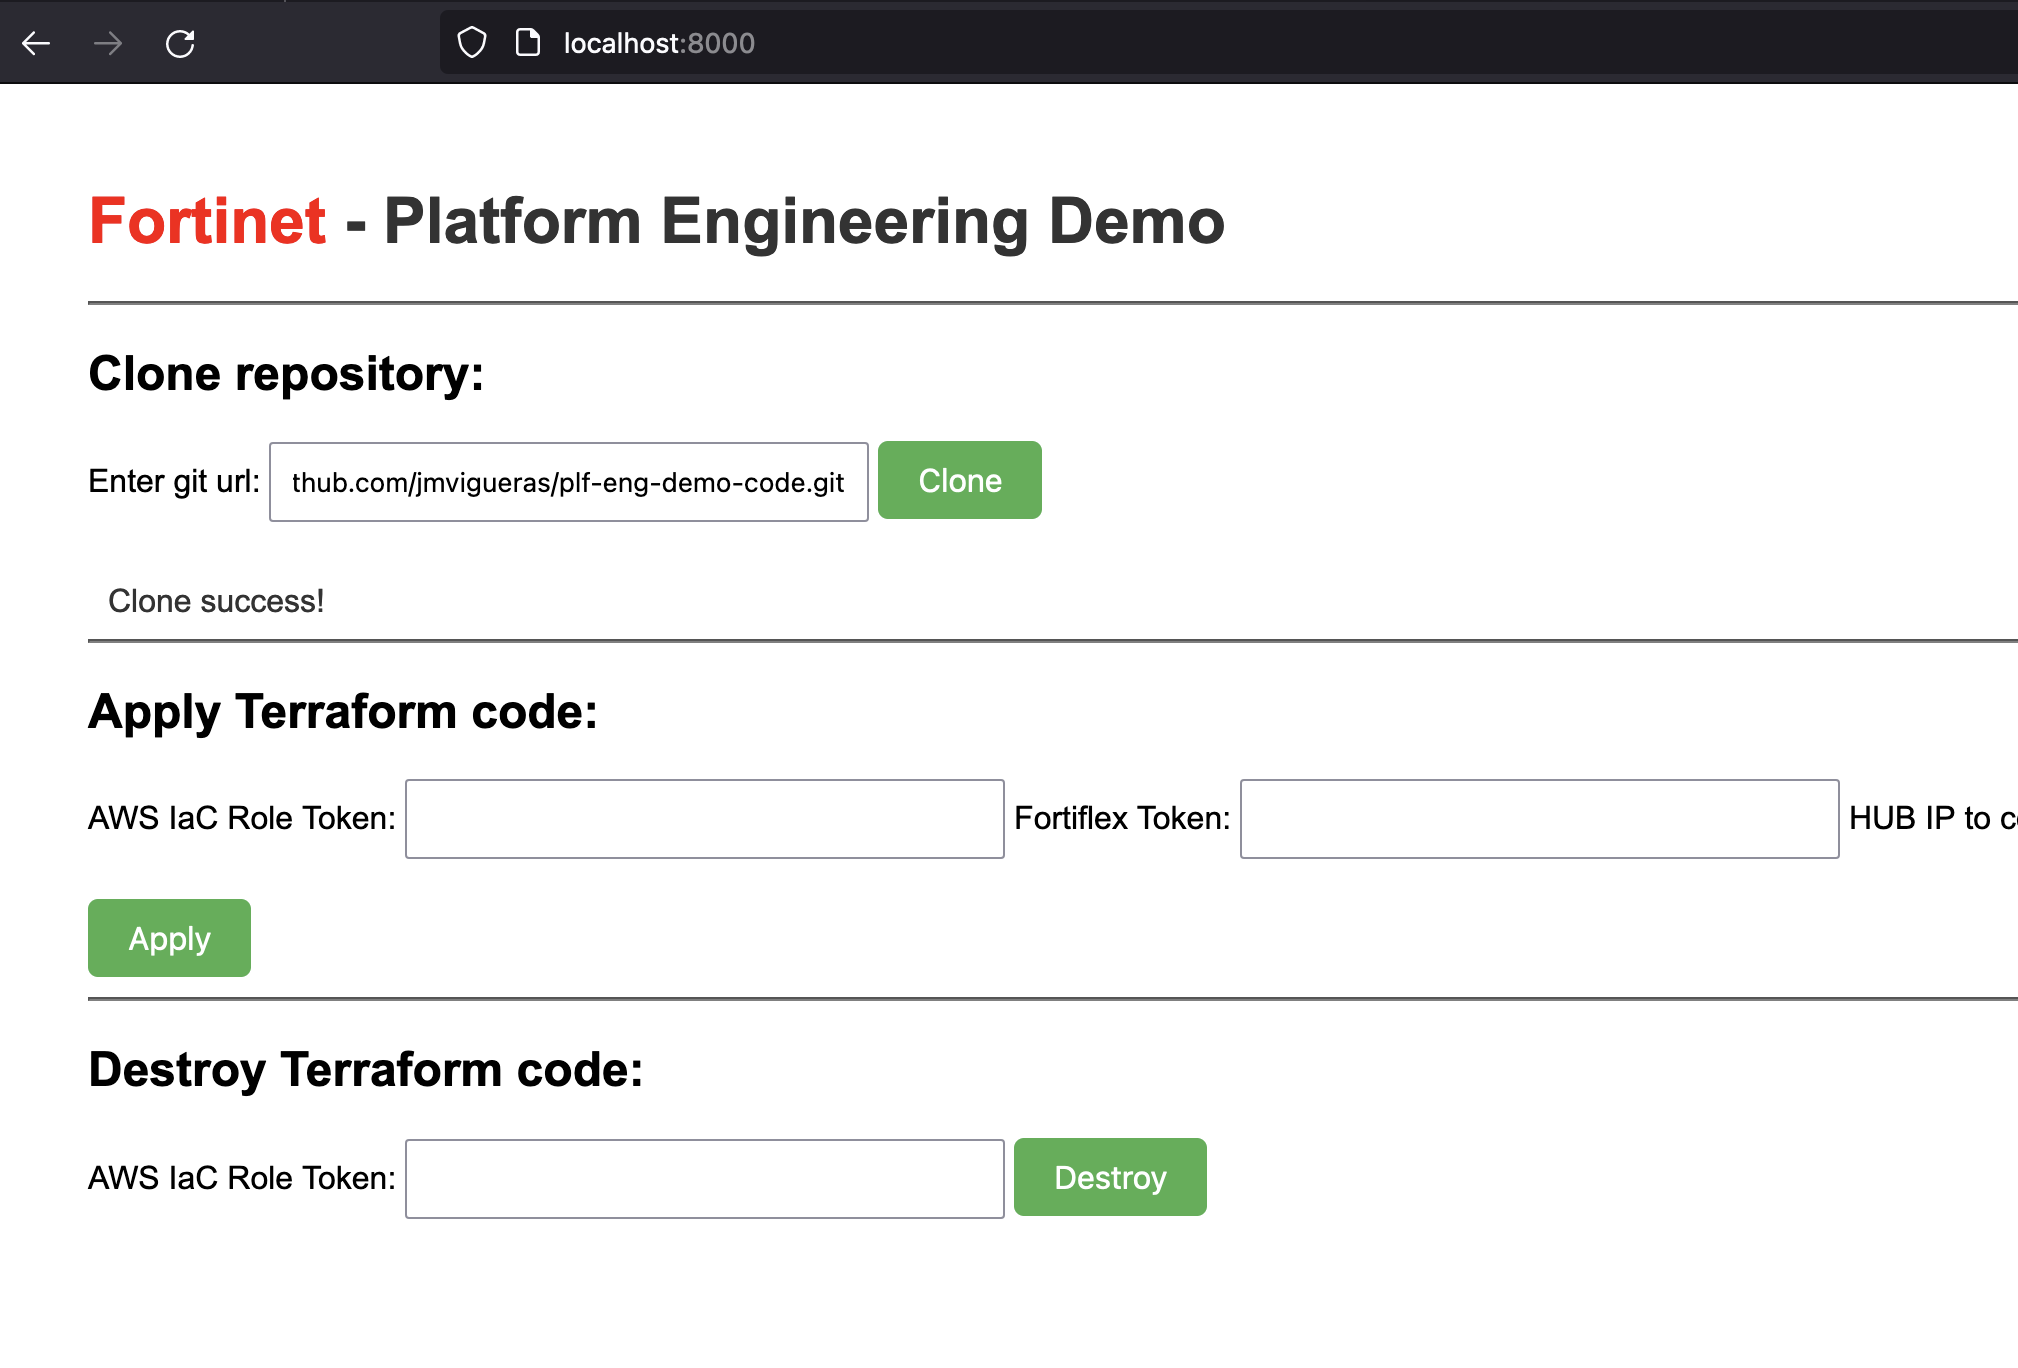 localhost:8000
Fortinet - Platform Engineering Demo
Clone repository:
Enter git url: thub.com/jmvigueras/plf-eng-demo-code.git Clone
Clone success!
Apply Terraform code:
AWS IaC Role Token: Fortiflex Token: HUB IP to
Apply
Destroy Terraform code:
AWS IaC Role Token: Destroy